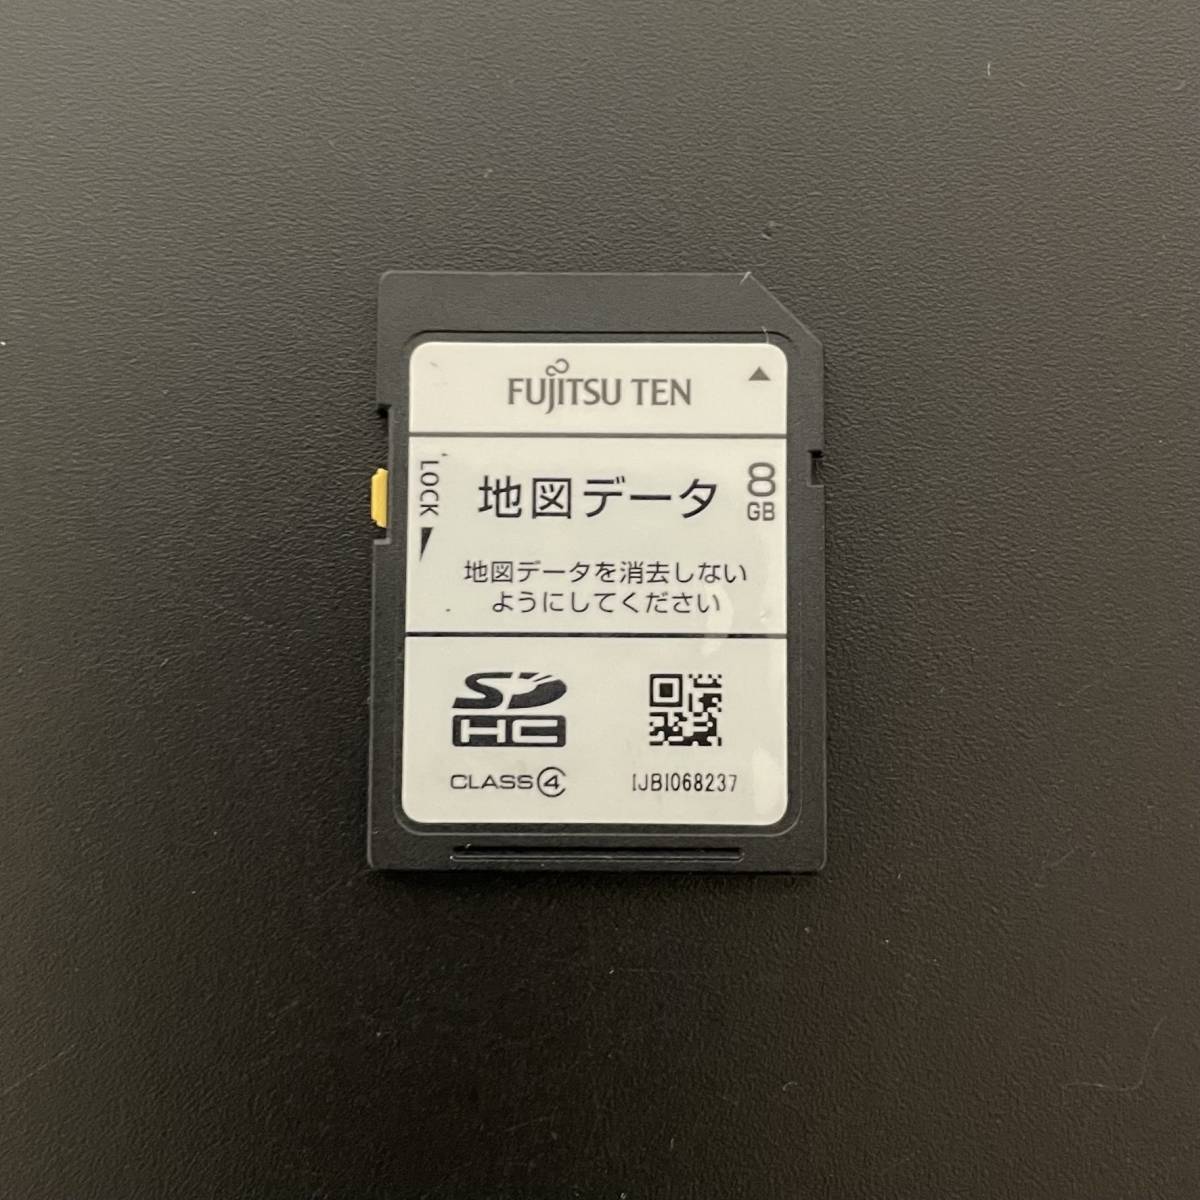 FUJITSU TEN
LOCK
地図データ
8
GB
地図データを消去しない
ようにしてください
SD
HC
CLASS4
IJBI068237